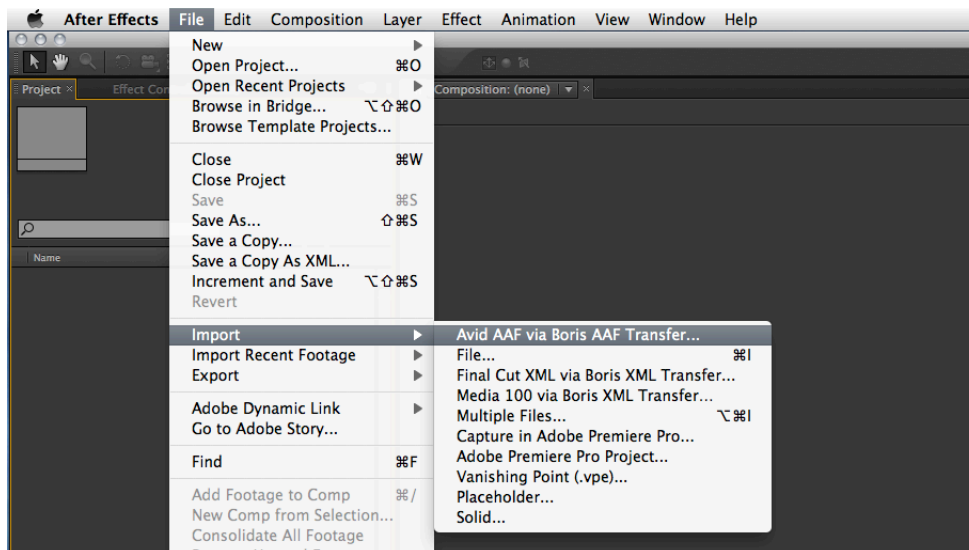 After Effects File Edit Composition Layer Effect Animation View Window Help
Project × Effect Con Composition: (none) ▼ ×
Name
New ▶
Open Project... ⌘O
Open Recent Projects ▶
Browse in Bridge... ⌥⇧⌘O
Browse Template Projects...
Close ⌘W
Close Project
Save ⌘S
Save As... ⇧⌘S
Save a Copy...
Save a Copy As XML...
Increment and Save ⌥⇧⌘S
Revert
Import ▶
Import Recent Footage ▶
Export ▶
Adobe Dynamic Link ▶
Go to Adobe Story...
Find ⌘F
Add Footage to Comp ⌘/
New Comp from Selection...
Consolidate All Footage
Avid AAF via Boris AAF Transfer...
File... ⌘I
Final Cut XML via Boris XML Transfer...
Media 100 via Boris XML Transfer...
Multiple Files... ⌥⌘I
Capture in Adobe Premiere Pro...
Adobe Premiere Pro Project...
Vanishing Point (.vpe)...
Placeholder...
Solid...